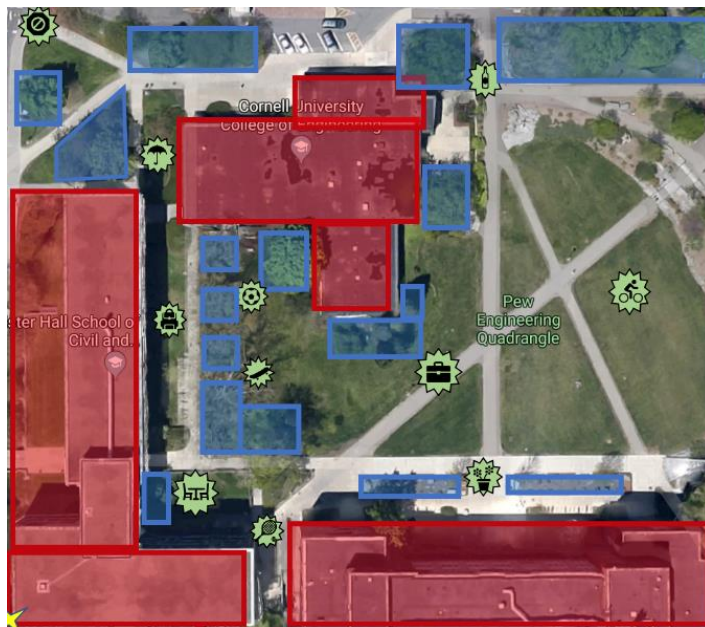 Cornell University
College of Engineering
ster Hall School of
Civil and...
Pew
Engineering
Quadrangle